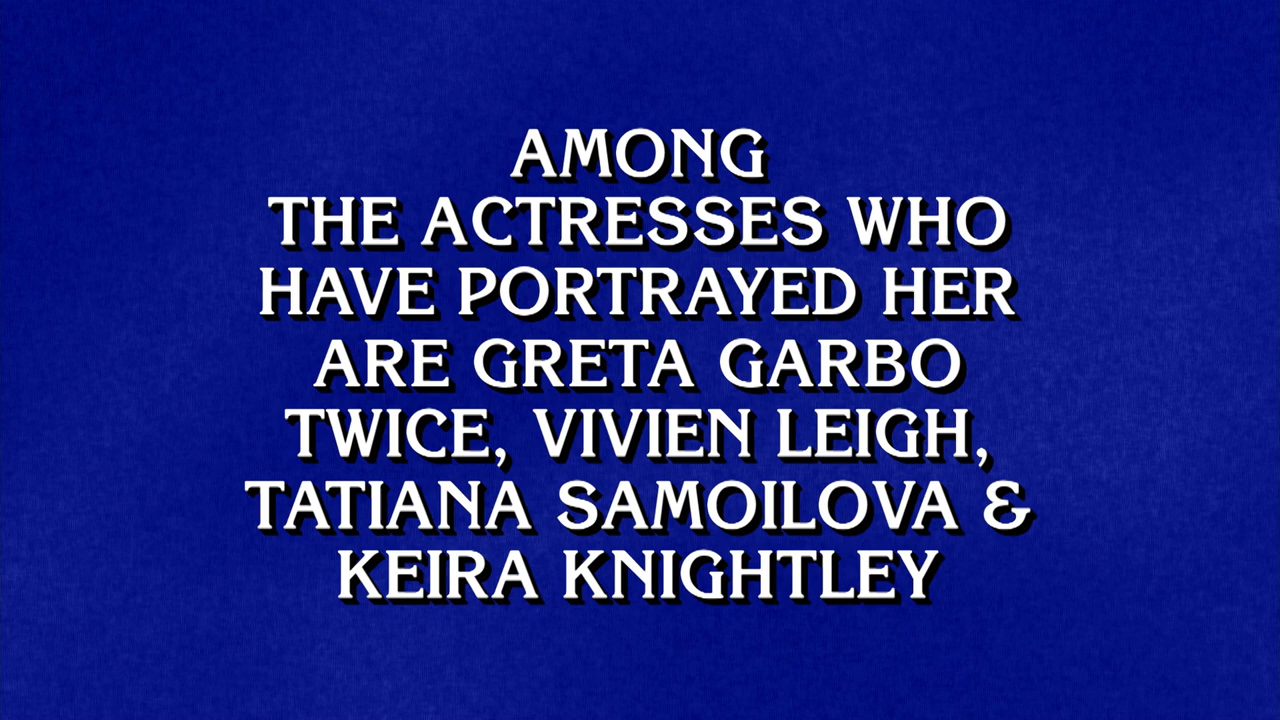 AMONG
THE ACTRESSES WHO
HAVE PORTRAYED HER
ARE GRETA GARBO
TWICE, VIVIEN LEIGH,
TATIANA SAMOILOVA &
KEIRA KNIGHTLEY